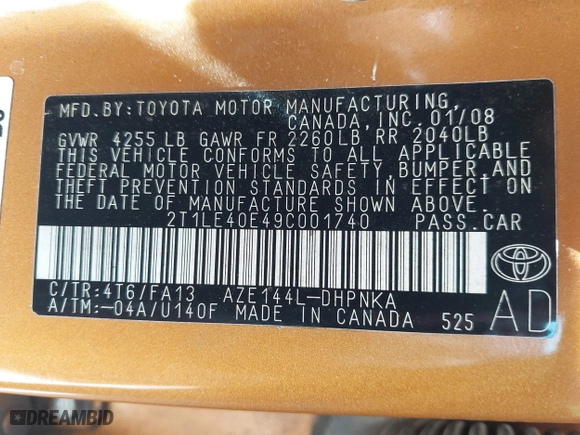 MFD.BY:TOYOTA MOTOR MANUFACTURING,
CANADA,INC.01/08
GVWR 4255 LB GAWR FR 2260LB,RR 2040LB
THIS VEHICLE CONFORMS TO ALL APPLICABLE
FEDERAL MOTOR VEHICLE SAFETY,BUMPER,AND
THEFT PREVENTION STANDARDS IN EFFECT ON
THE DATE OF MANUFACTURE SHOWN ABOVE.
2T1LE40E49C001740 PASS.CAR
C/TR:4T6/FA13 AZE144L-DHPNKA
A/TM:-04A/U140F MADE IN CANADA 525
AD
DREAMBID